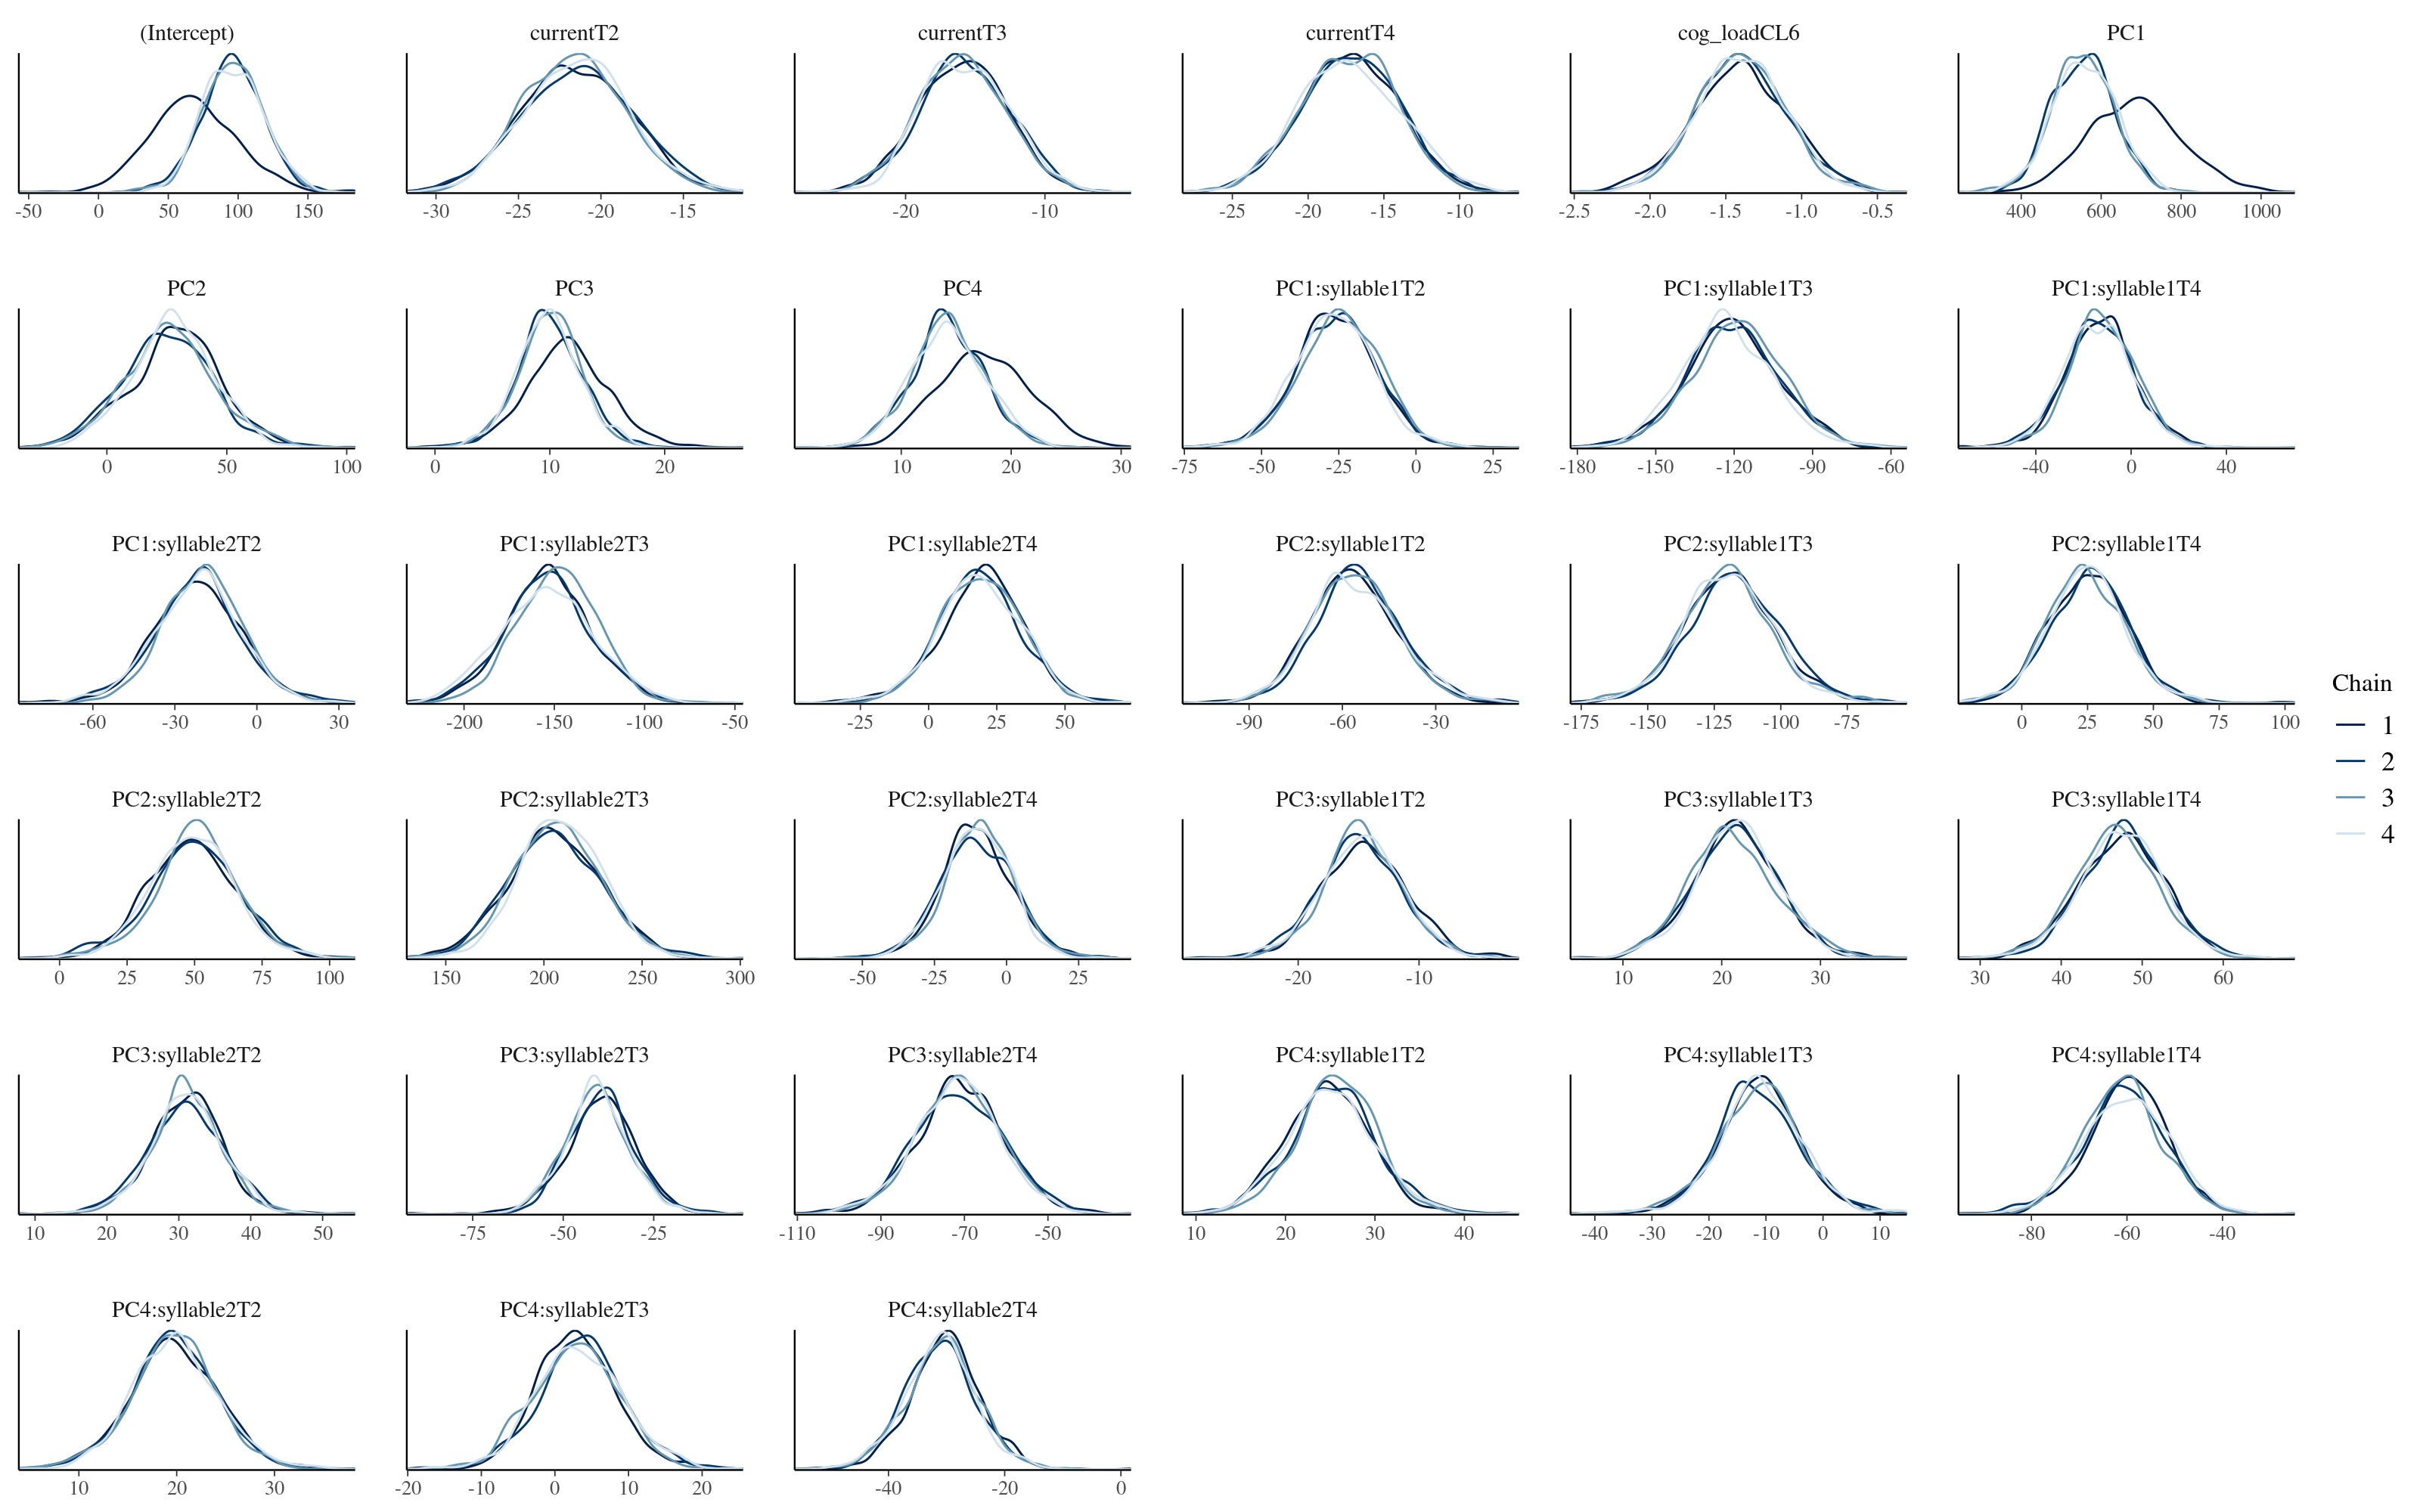 (Intercept) currentT2 currentT3 currentT4 cog_loadCL6 PC1
-50 0 50 100 150 -30 -25 -20 -15 -20 -10 -25 -20 -15 -10 -2.5 -2.0 -1.5 -1.0 -0.5 400 600 800 1000
PC2 PC3 PC4 PC1:syllable1T2 PC1:syllable1T3 PC1:syllable1T4
0 50 100 0 10 20 10 20 30 -75 -50 -25 0 25 -180 -150 -120 -90 -60 -40 0 40
PC1:syllable2T2 PC1:syllable2T3 PC1:syllable2T4 PC2:syllable1T2 PC2:syllable1T3 PC2:syllable1T4
-60 -30 0 30 -200 -150 -100 -50 -25 0 25 50 -90 -60 -30 -175 -150 -125 -100 -75 0 25 50 75 100
PC2:syllable2T2 PC2:syllable2T3 PC2:syllable2T4 PC3:syllable1T2 PC3:syllable1T3 PC3:syllable1T4
0 25 50 75 100 150 200 250 300 -50 -25 0 25 -20 -10 10 20 30 30 40 50 60
PC3:syllable2T2 PC3:syllable2T3 PC3:syllable2T4 PC4:syllable1T2 PC4:syllable1T3 PC4:syllable1T4
10 20 30 40 50 -75 -50 -25 -110 -90 -70 -50 10 20 30 40 -40 -30 -20 -10 0 10 -80 -60 -40
PC4:syllable2T2 PC4:syllable2T3 PC4:syllable2T4
10 20 30 -20 -10 0 10 20 -40 -20 0
Chain
1
2
3
4